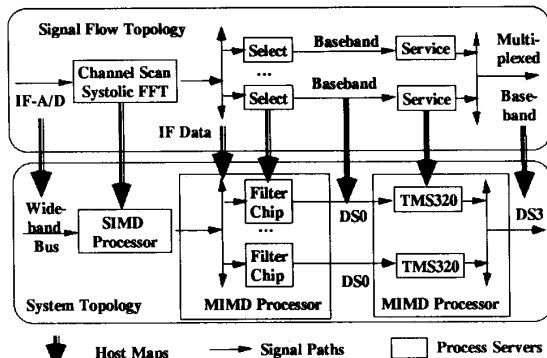 Signal Flow Topology
Channel Scan
Systolic FFT
IF-A/D
Select
Baseband
Service
...
Select
Baseband
Service
Multi-
plexed
Base-
band
IF Data
Wide-
band
Bus
SIMD
Processor
Filter
Chip
...
Filter
Chip
DS0
DS0
TMS320
TMS320
DS3
MIMD Processor
MIMD Processor
System Topology
Host Maps
Signal Paths
Process Servers